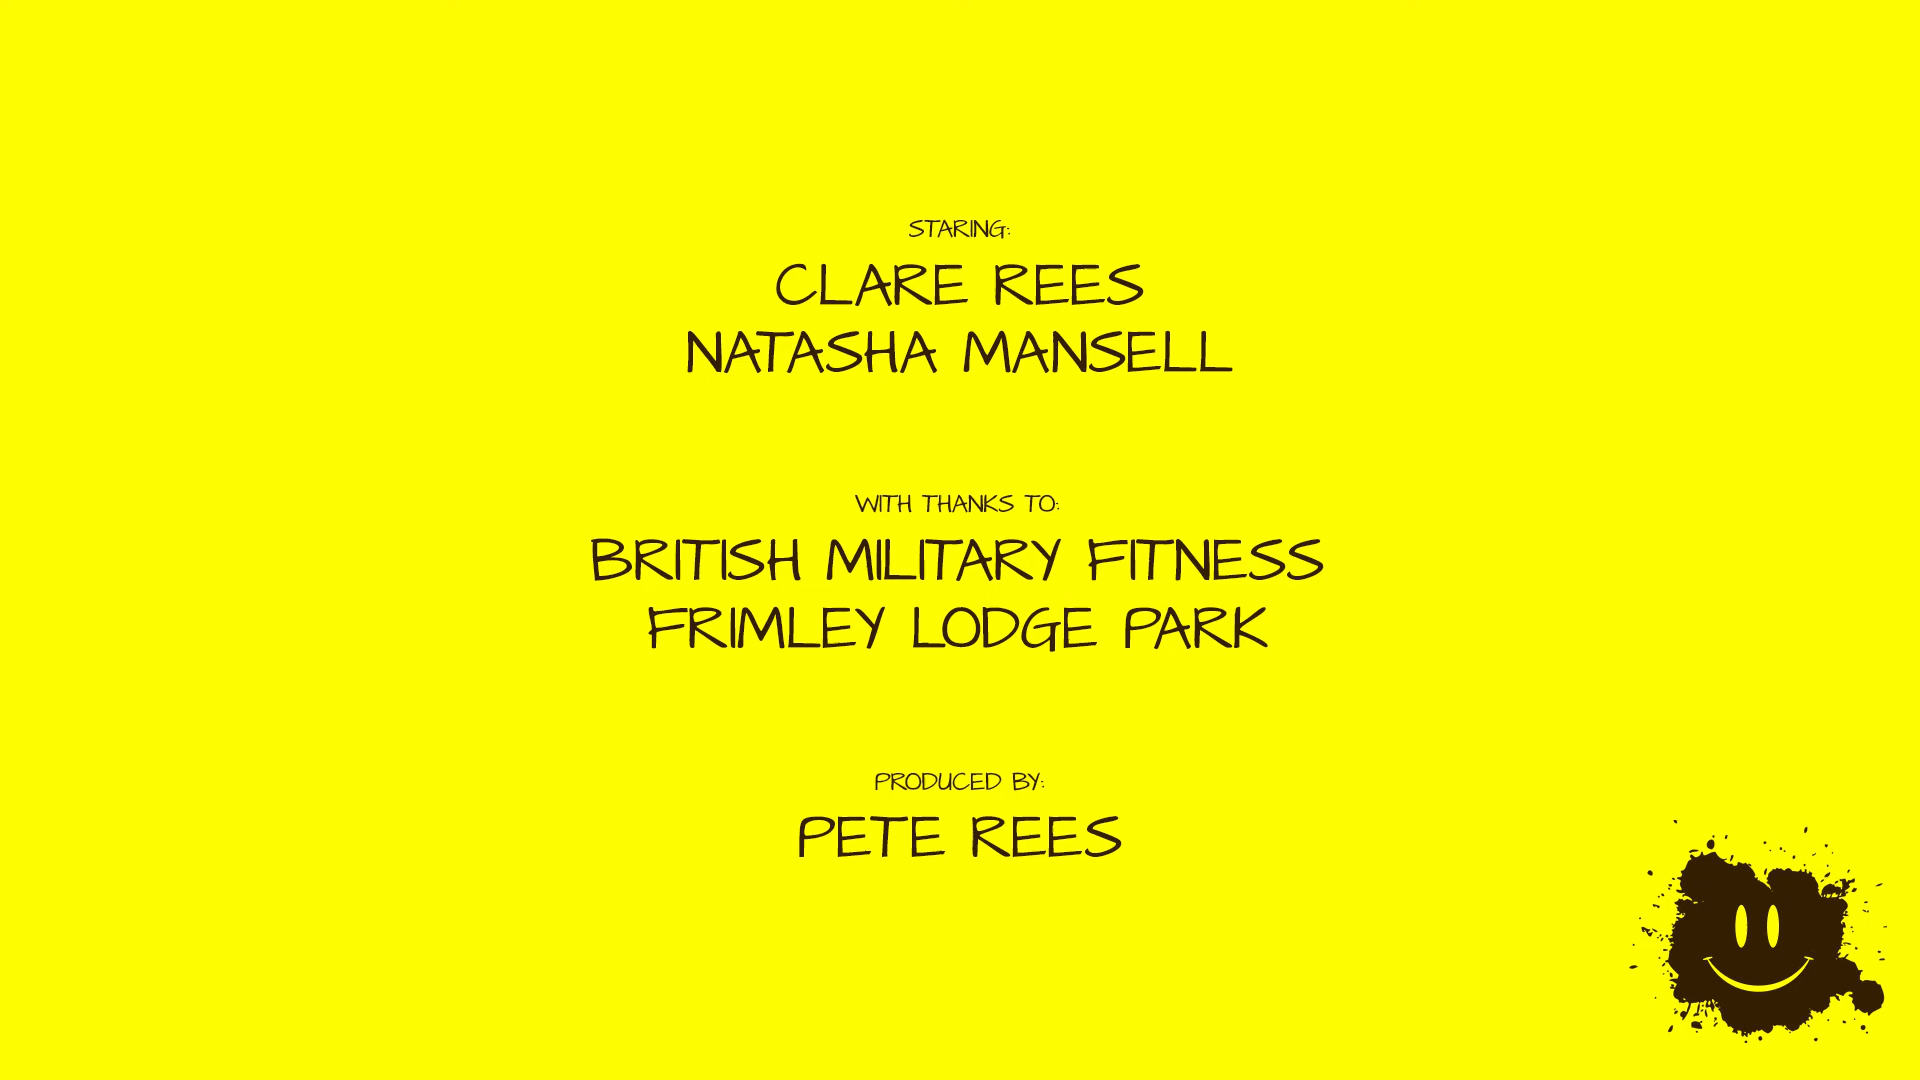 STARING:
CLARE REES
NATASHA MANSELL
WITH THANKS TO:
BRITISH MILITARY FITNESS
FRIMLEY LODGE PARK
PRODUCED BY:
PETE REES